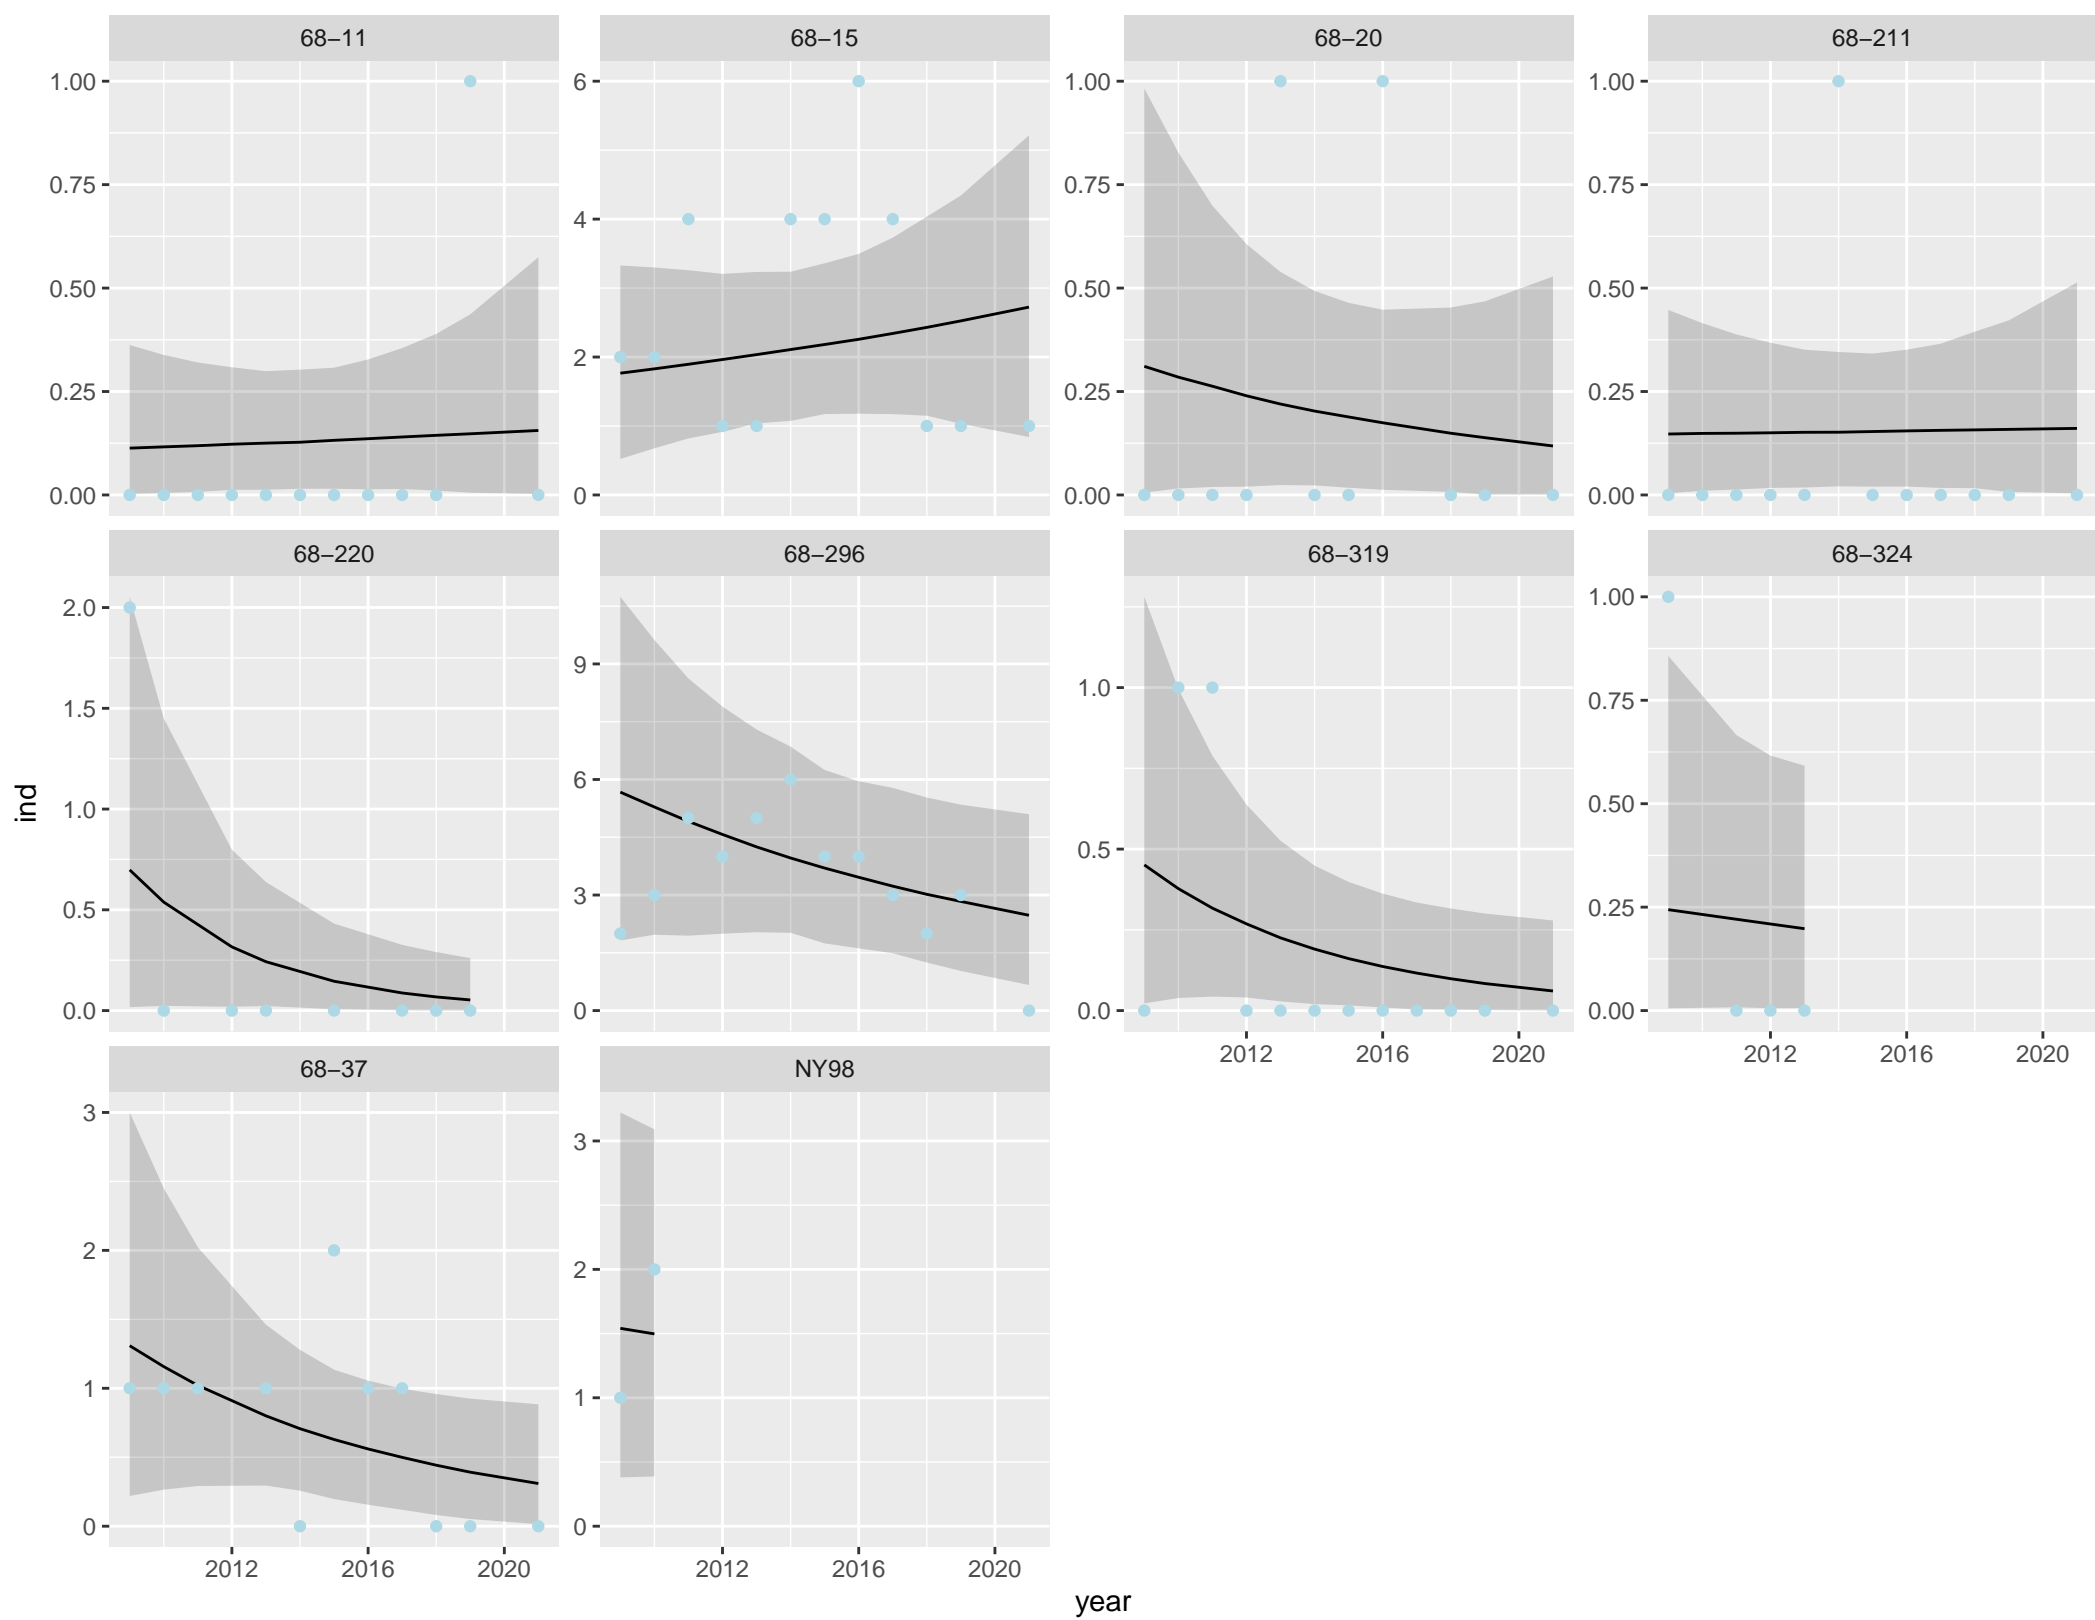 68–11 68–15 68–20 68–211
1.00 6 1.00 1.00
0.75 4 0.75 0.75
0.50 2 0.50 0.50
0.25 0 0.25 0.25
0.00 0.00 0.00
68–220 68–296 68–319 68–324
2.0 9 1.0 1.00
1.5 6 0.5 0.75
1.0 3 0.0 0.50
0.5 0 0.25
0.0 0.00
2012 2016 2020 2012 2016 2020
ind
68–37 NY98
3 3
2 2
1 1
0 0
2012 2016 2020 2012 2016 2020
year